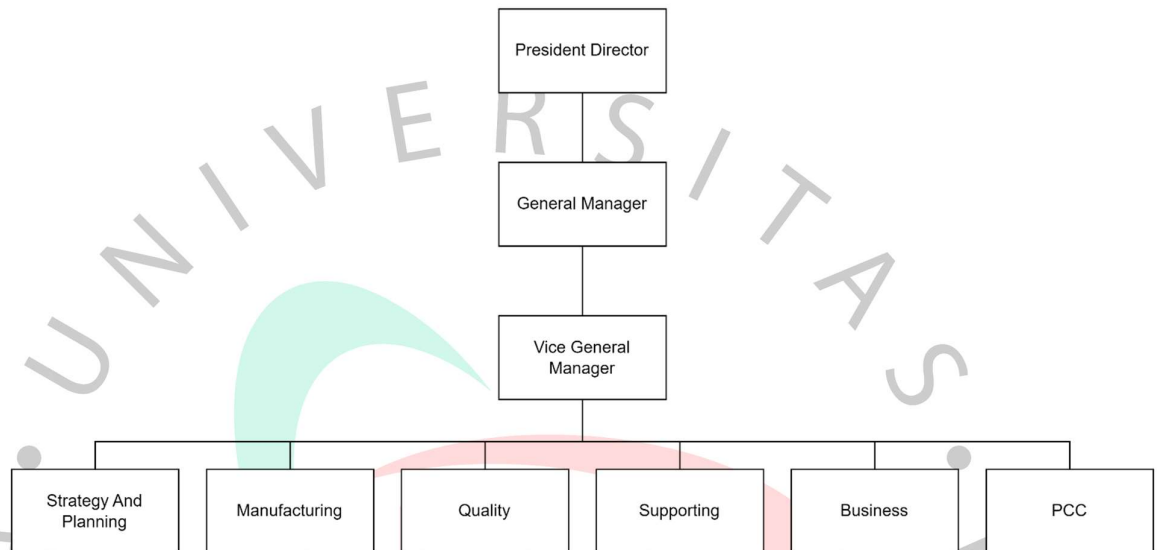 President Director
UNIVERSITAS
General Manager
Vice General
Manager
Strategy And
Planning
Manufacturing
Quality
Supporting
Business
PCC